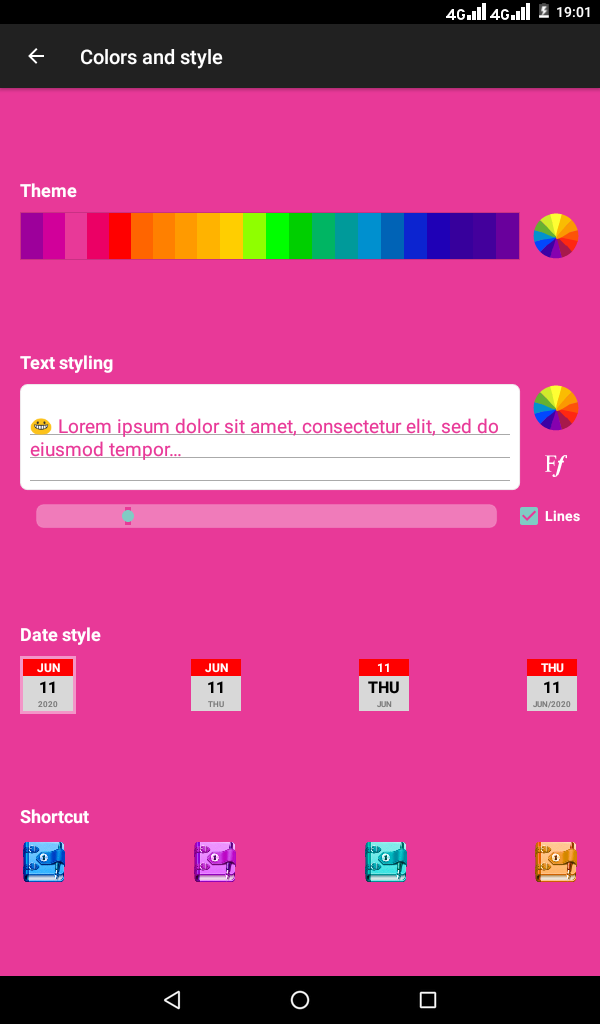 4G 4G 19:01
Colors and style
Theme
Text styling
Lorem ipsum dolor sit amet, consectetur elit, sed do
eiusmod tempor...
Ff
Lines
Date style
JUN JUN 11 THU
11 11 THU 11
2020 THU JUN JUN/2020
Shortcut